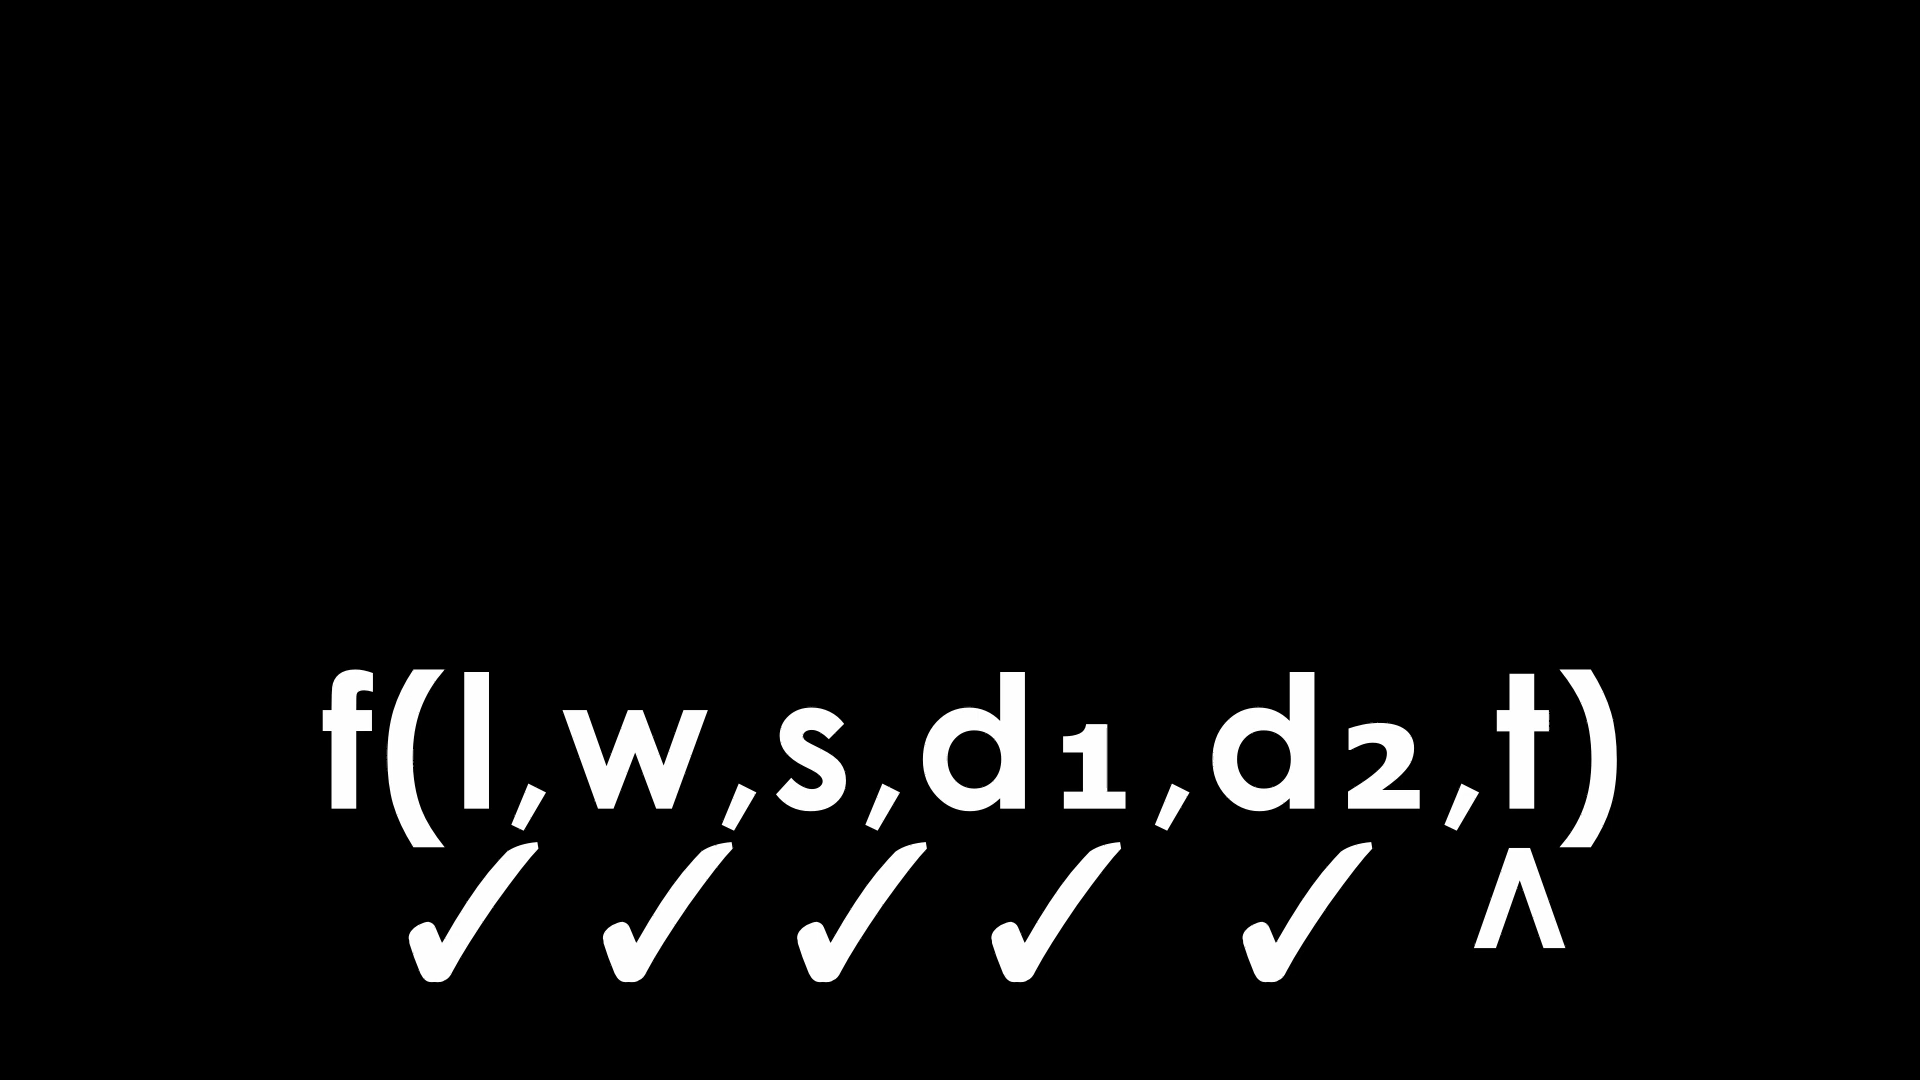 f(l,w,s,d1,d2,t)
✓ ✓ ✓ ✓ ✓ ^